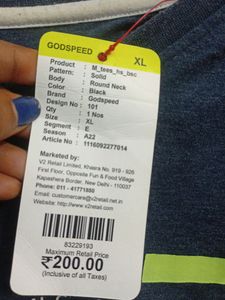 GODSPEED XL
Product : M_tees_hs_bsc
Pattern: : Solid
Type : Round Neck
Color : Black
Brand : Godspeed
Design No : 101
Qty : 1 Nos
Size : XL
Segment : E
Season : A22
Article No : 1116092277014
Marketed by:
V2 Retail Limited, Khasra No. 919 - 926
First Floor, Opposite Fun & Food Village
Kapashera Border, New Delhi - 110037
Phone: 011 - 41771850
Email : customercare@v2retail.net.in
Website : http://www.v2retail.com
83229193
Maximum Retail Price
₹200.00
(Inclusive of all Taxes)